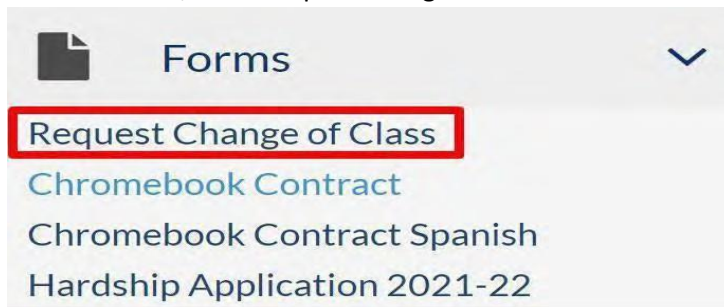 Forms
Request Change of Class
Chromebook Contract
Chromebook Contract Spanish
Hardship Application 2021-22